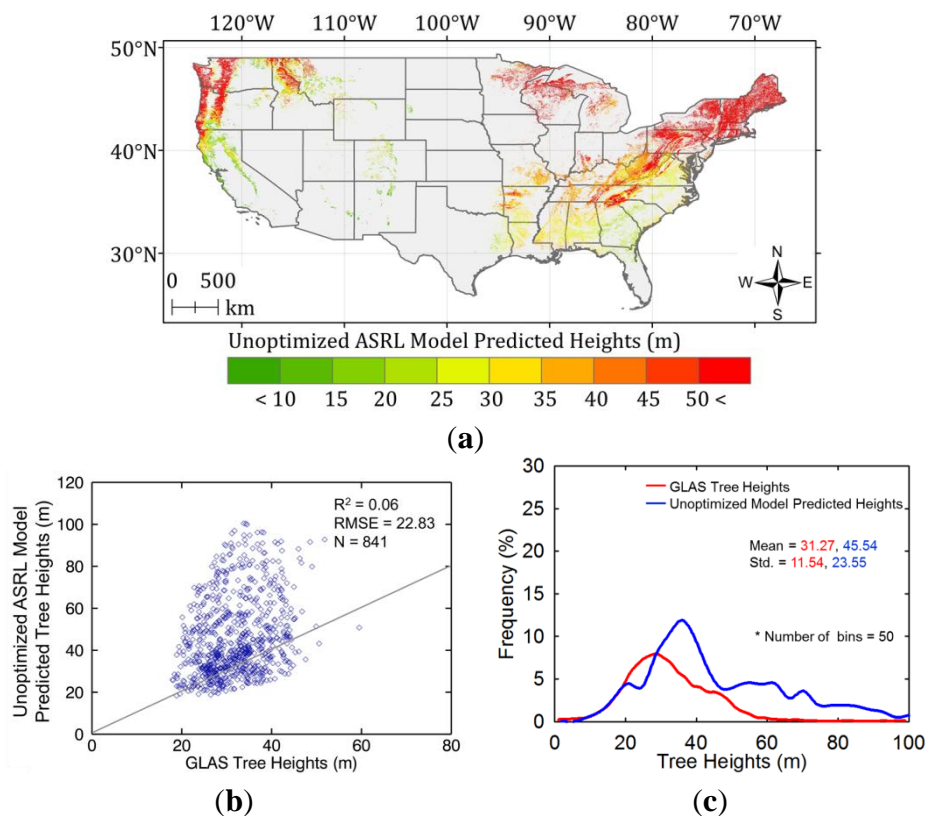 120°W 110°W 100°W 90°W 80°W 70°W
50°N
40°N
30°N
0 500
km
N
W E
S
Unoptimized ASRL Model Predicted Heights (m)
< 10 15 20 25 30 35 40 45 50 <
(a)
120
100
80
60
40
20
0
Unoptimized ASRL Model
Predicted Tree Heights (m)
R² = 0.06
RMSE = 22.83
N = 841
0 20 40 60 80
GLAS Tree Heights (m)
(b)
30
25
20
15
10
5
0
Frequency (%)
GLAS Tree Heights
Unoptimized Model Predicted Heights
Mean = 31.27, 45.54
Std. = 11.54, 23.55
* Number of bins = 50
0 20 40 60 80 100
Tree Heights (m)
(c)